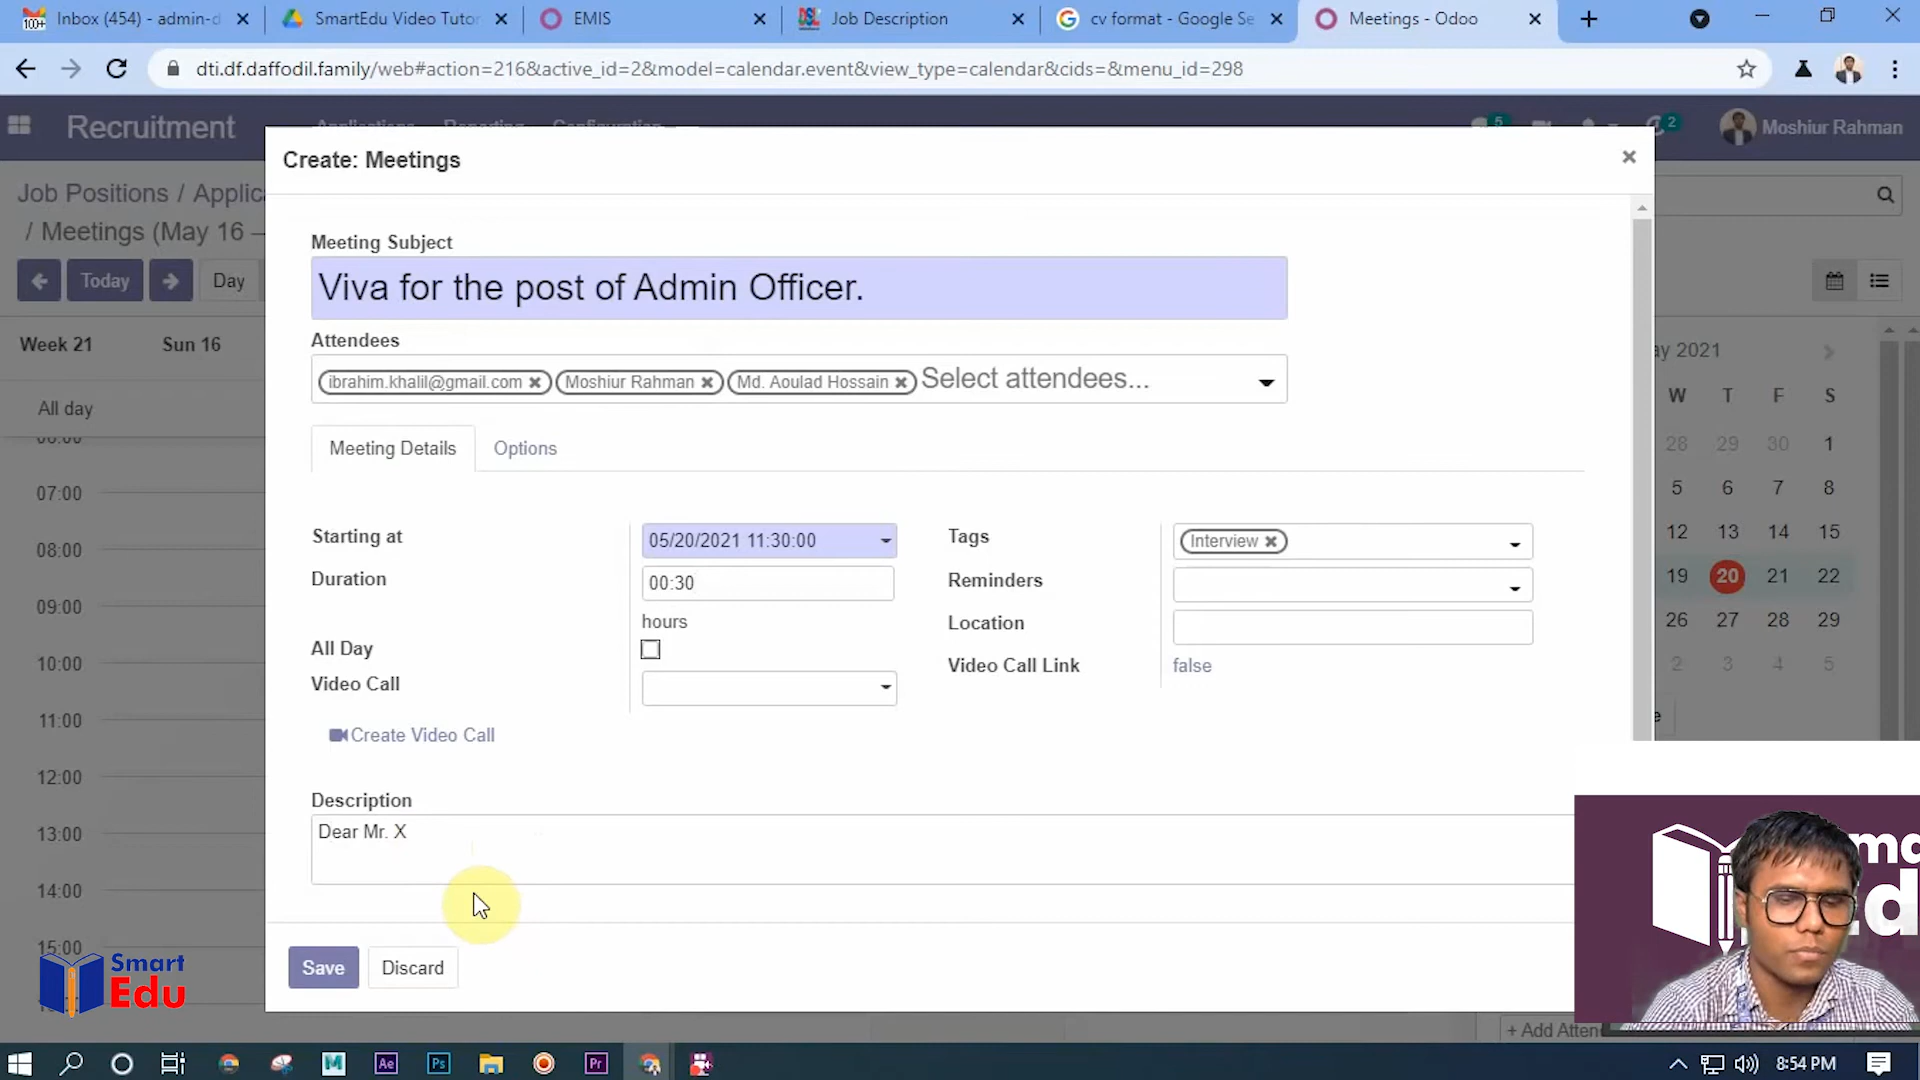 Inbox (454) - admin-d
SmartEdu Video Tutor
EMIS
Job Description
cv format - Google Se
Meetings - Odoo
dti.df.daffodil.family/web#action=216&active_id=2&model=calendar.event&view_type=calendar&cids=&menu_id=298
Recruitment
Applications Reporting Configuration
5
2
Moshiur Rahman
Job Positions / Applica
/ Meetings (May 16 –
Today
Day
Create: Meetings
Meeting Subject
Viva for the post of Admin Officer.
Attendees
ibrahim.khalil@gmail.com Moshiur Rahman Md. Aoulad Hossain Select attendees...
Meeting Details Options
Starting at 05/20/2021 11:30:00
Duration 00:30
hours
All Day
Video Call
Create Video Call
Tags Interview
Reminders
Location
Video Call Link false
Description
Dear Mr. X
Save Discard
Week 21 Sun 16
All day
06:00
07:00
08:00
09:00
10:00
11:00
12:00
13:00
14:00
15:00
ay 2021
W T F S
28 29 30 1
5 6 7 8
12 13 14 15
19 20 21 22
26 27 28 29
2 3 4 5
+ Add Atten
Smart
Edu
100+
Ae Ps Pr
8:54 PM